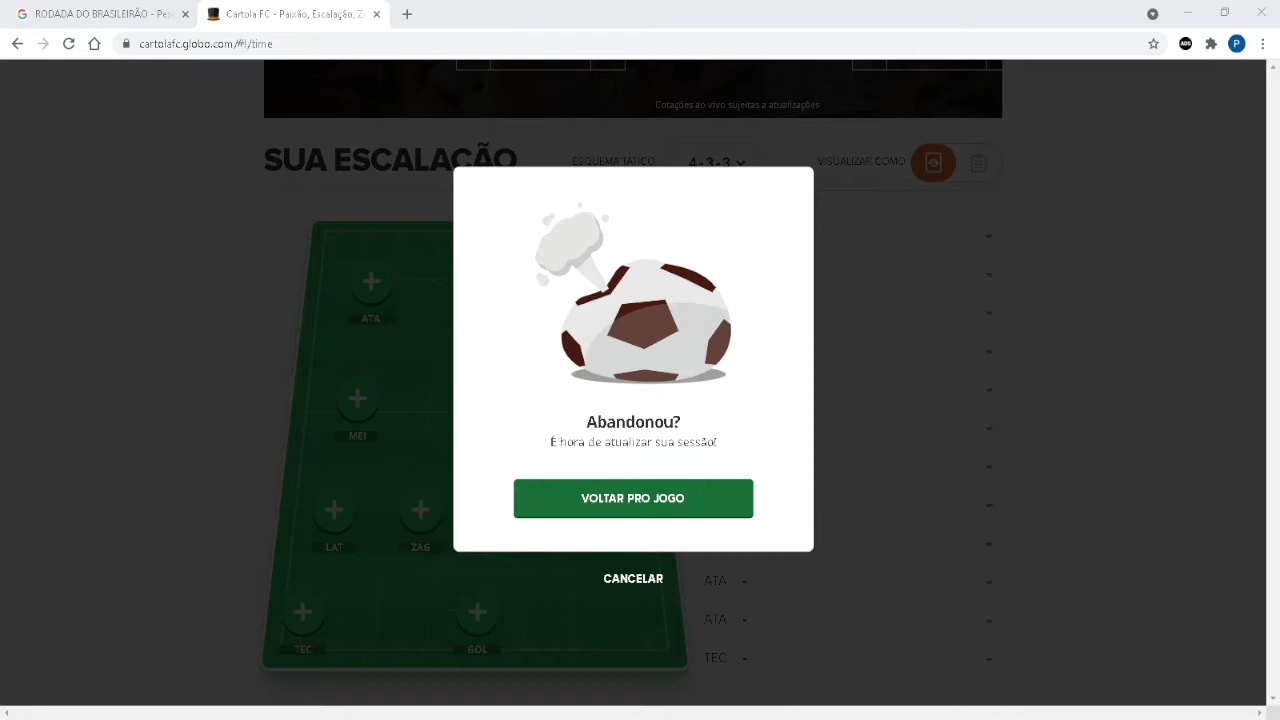 RODADA DO BRASILEIRÃO - Pesc
Cartola FC - Paixão, Escalação, Z
cartolafc.globo.com/#!/time
P
Cotações ao vivo sujeitas a atualizações
SUA ESCALAÇÃO
ESQUEMA TÁTICO
4-3-3
VISUALIZAR COMO
ATA
MEI
LAT
ZAG
TEC
GOL
Abandonou?
É hora de atualizar sua sessão!
VOLTAR PRO JOGO
CANCELAR
ATA -
ATA -
TEC -